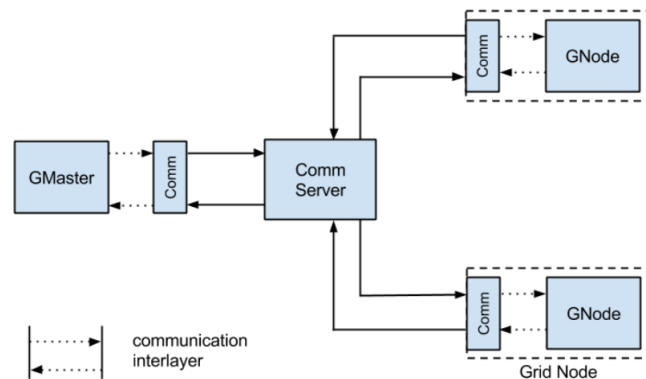 Comm
GNode
GMaster
Comm
Comm
Server
Comm
GNode
communication
interlayer
Grid Node